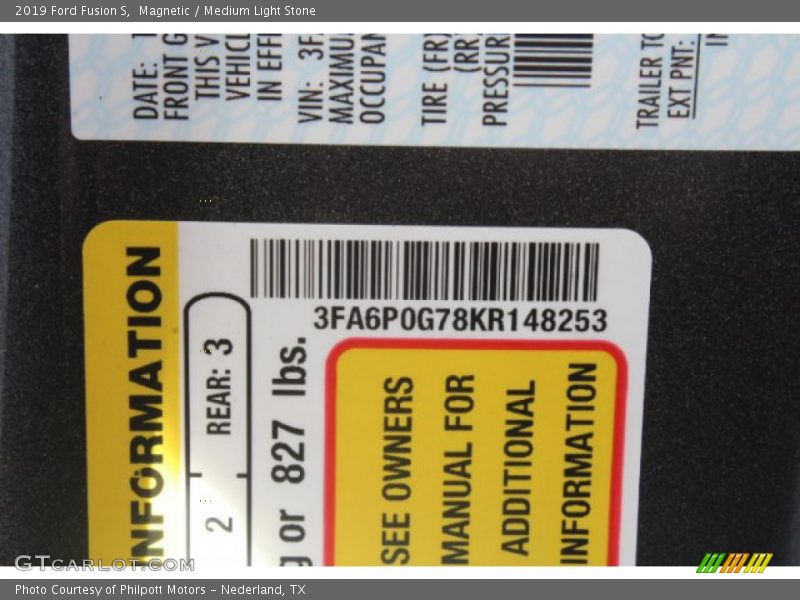 2019 Ford Fusion S,  Magnetic / Medium Light Stone
DATE:
FRONT G
THIS V
VEHICL
IN EFF
VIN: 3F
MAXIMU
OCCUPAN
TIRE (FR)
(RR)
PRESSUR
TRAILER TO
EXT PNT:
3FA6P0G78KR148253
INFORMATION
2 REAR: 3
g or 827 lbs.
SEE OWNERS
MANUAL FOR
ADDITIONAL
INFORMATION
GTcarlot.com
Photo Courtesy of Philpott Motors – Nederland, TX